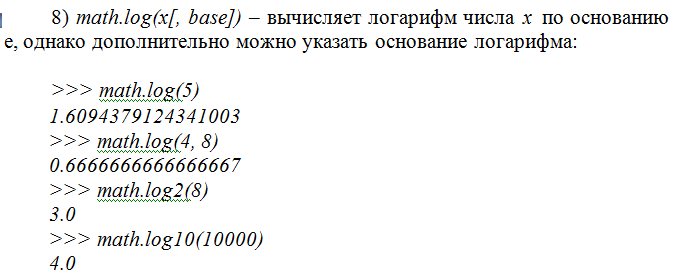 8) math.log(x[, base]) – вычисляет логарифм числа x по основанию
е, однако дополнительно можно указать основание логарифма:
>>> math.log(5)
1.6094379124341003
>>> math.log(4, 8)
0.6666666666666667
>>> math.log2(8)
3.0
>>> math.log10(10000)
4.0